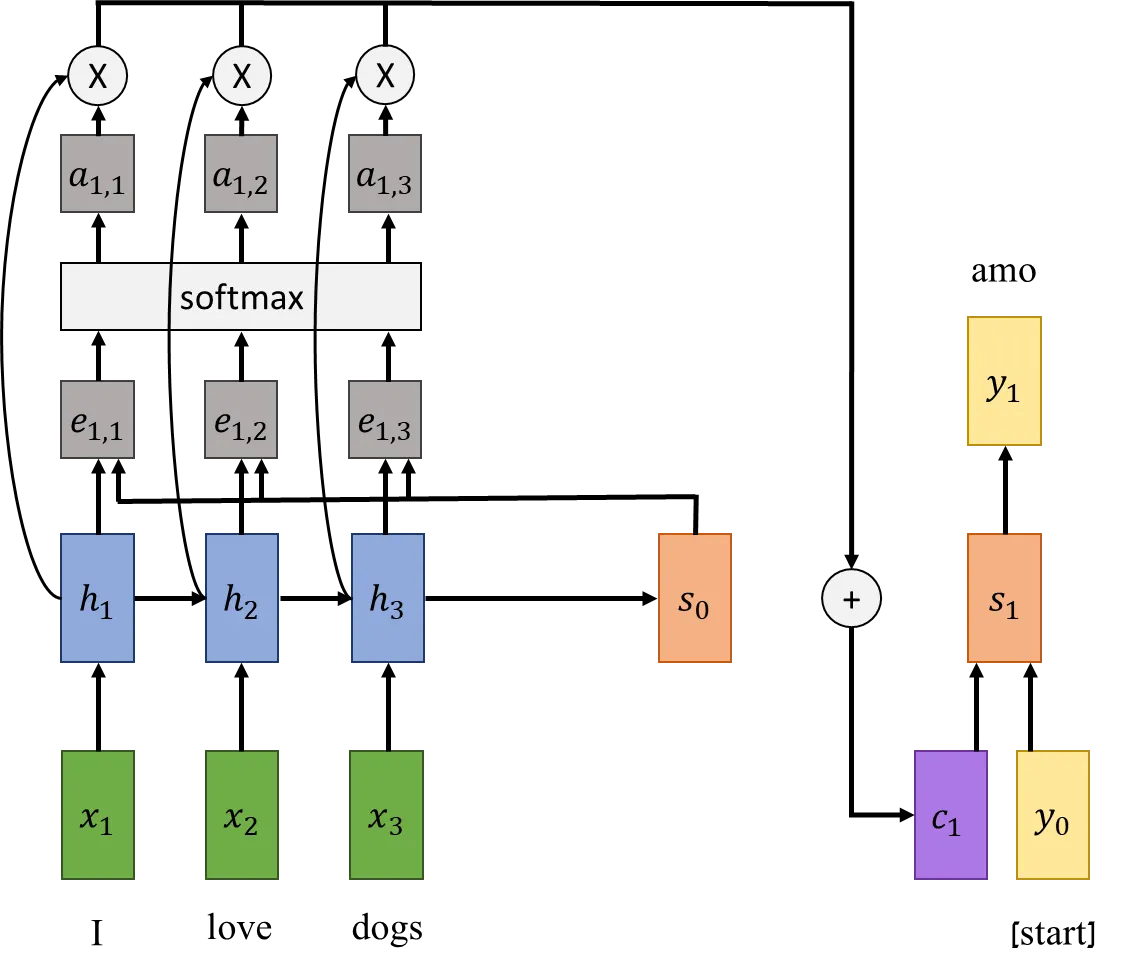 X X X
a₁,₁ a₁,₂ a₁,₃
softmax
amo
y₁
e₁,₁ e₁,₂ e₁,₃
h₁ h₂ h₃ s₀ + s₁
x₁ x₂ x₃ c₁ y₀
I love dogs [start]